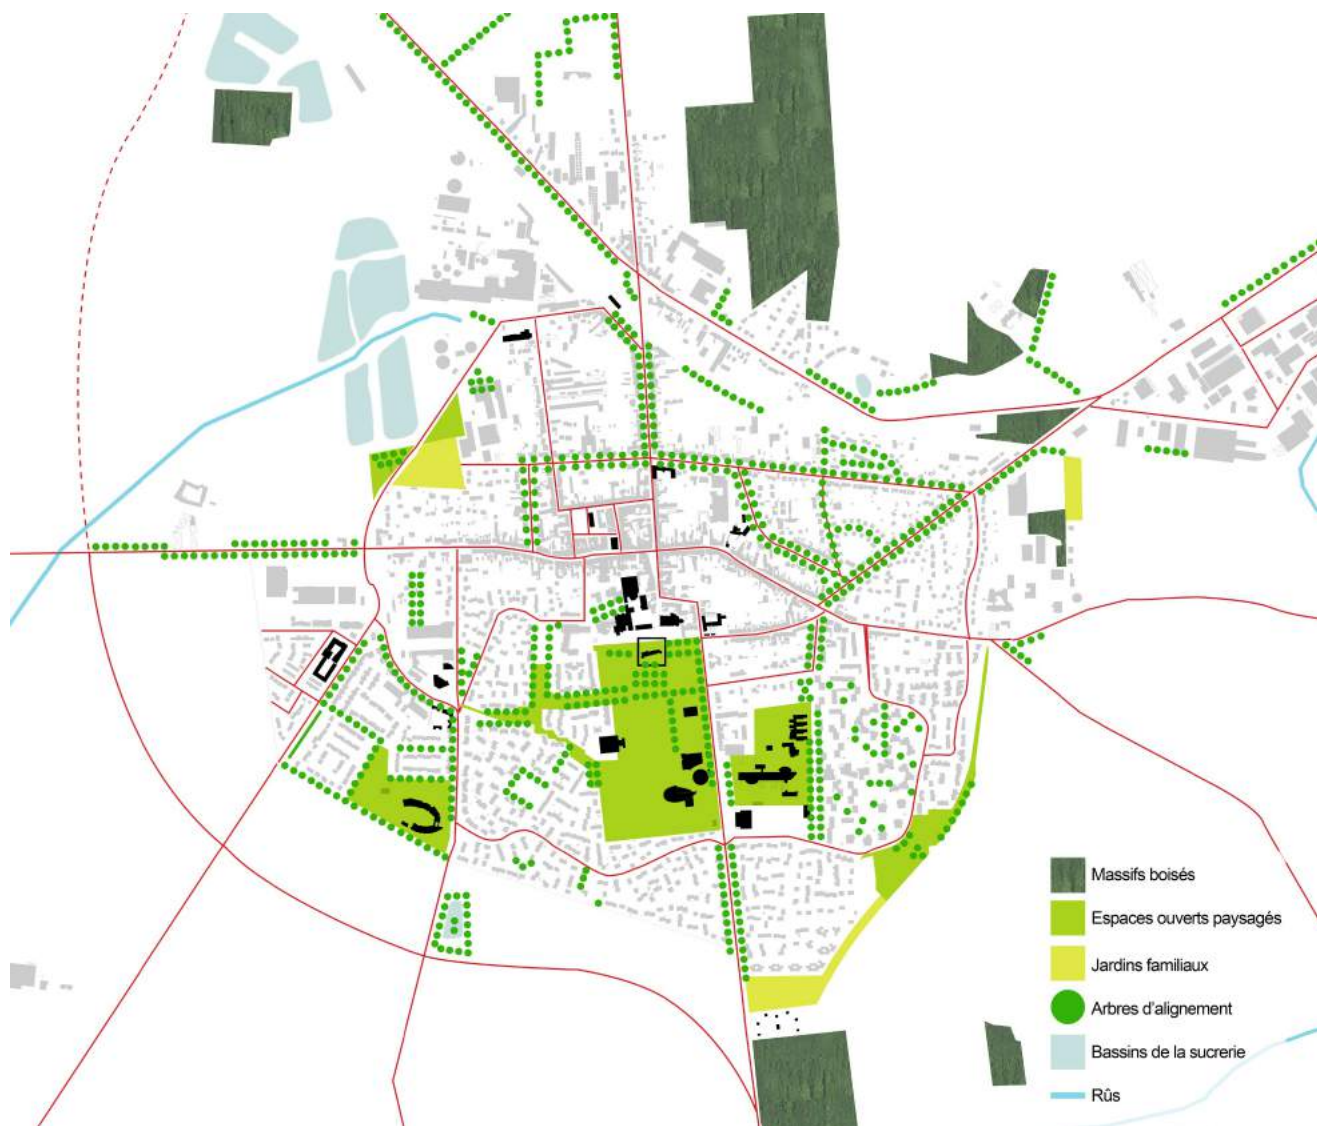 Massifs boisés
Espaces ouverts paysagés
Jardins familiaux
Arbres d'alignement
Bassins de la sucrerie
Rûs